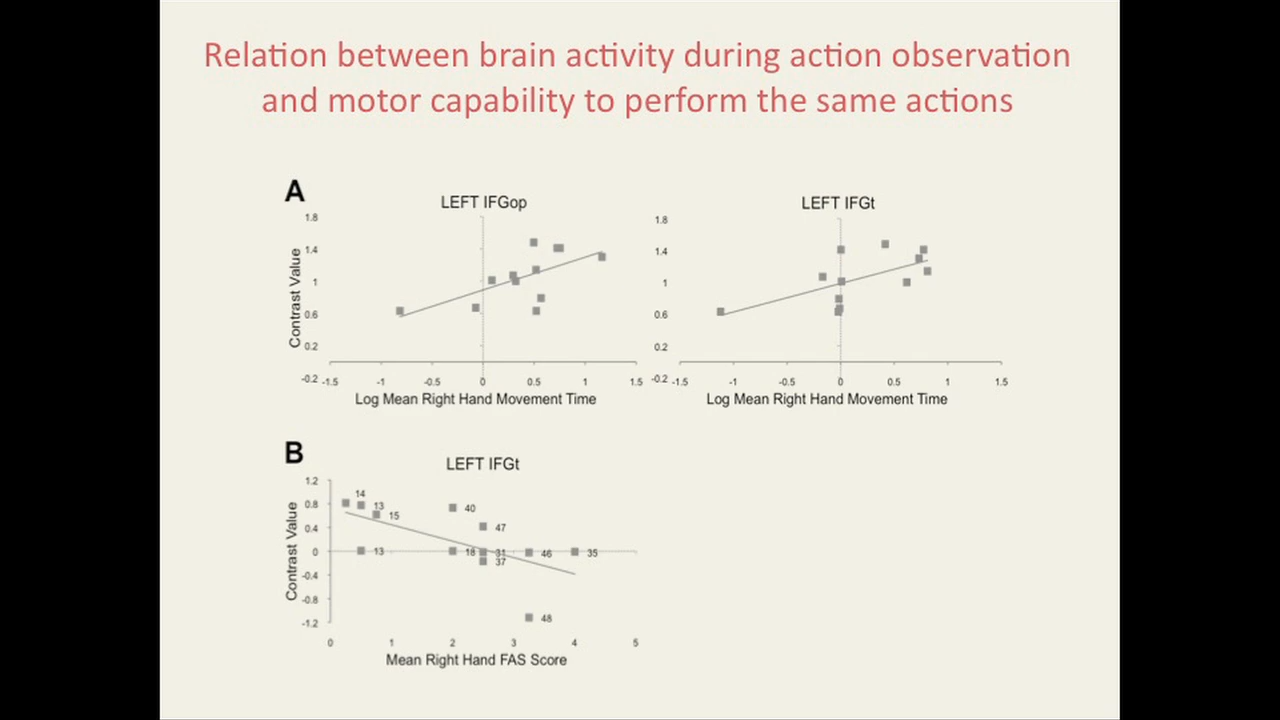 Relation between brain activity during action observation
and motor capability to perform the same actions
A
LEFT IFGop
Contrast Value
1.8
1.4
1
0.6
0.2
-0.2
-1.5 -1 -0.5 0 0.5 1 1.5
Log Mean Right Hand Movement Time
LEFT IFGt
1.8
1.4
1
0.6
0.2
-0.2
-1.5 -1 -0.5 0 0.5 1 1.5
Log Mean Right Hand Movement Time
B
LEFT IFGt
Contrast Value
1.2
0.8
0.4
0
-0.4
-0.8
-1.2
14
13
15
40
47
13
18
31
46
35
37
48
0 1 2 3 4 5
Mean Right Hand FAS Score